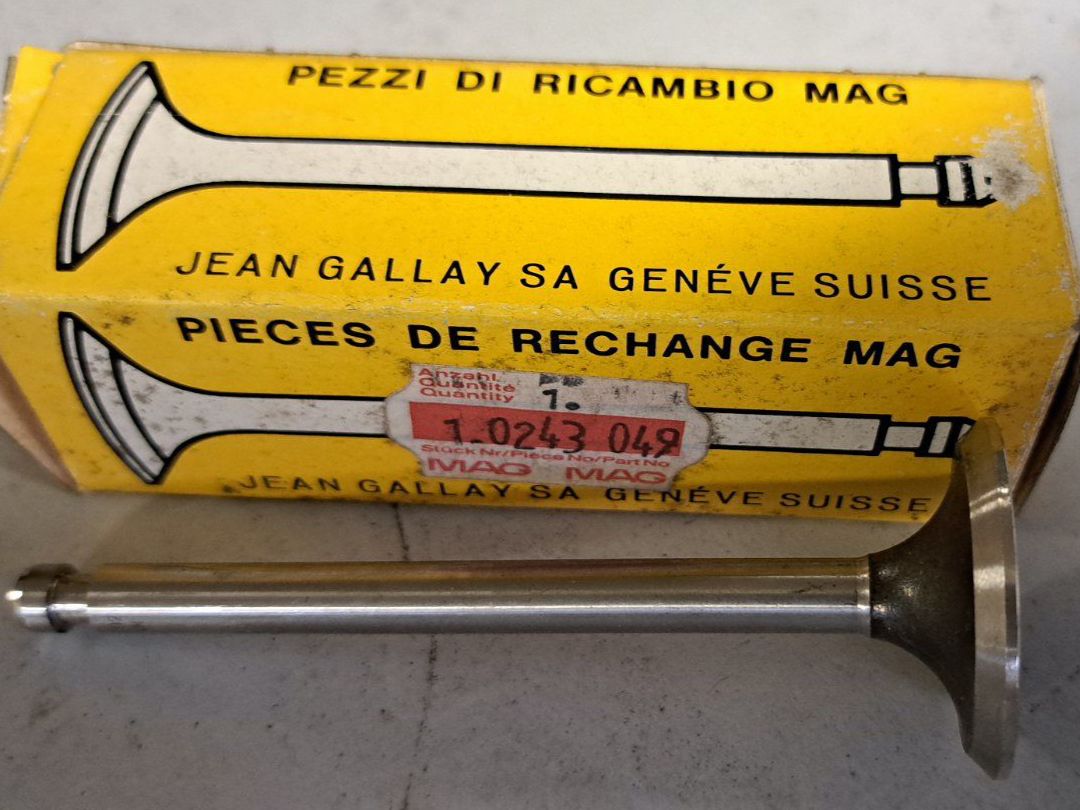 PEZZI DI RICAMBIO MAG
JEAN GALLAY SA GENÉVE SUISSE
PIECES DE RECHANGE MAG
Anzahl
Quantité
Quantity
1.
1.0243 049
Stück Nr/Pièce No/Part No
MAG MAG
JEAN GALLAY SA GENÉVE SUISSE